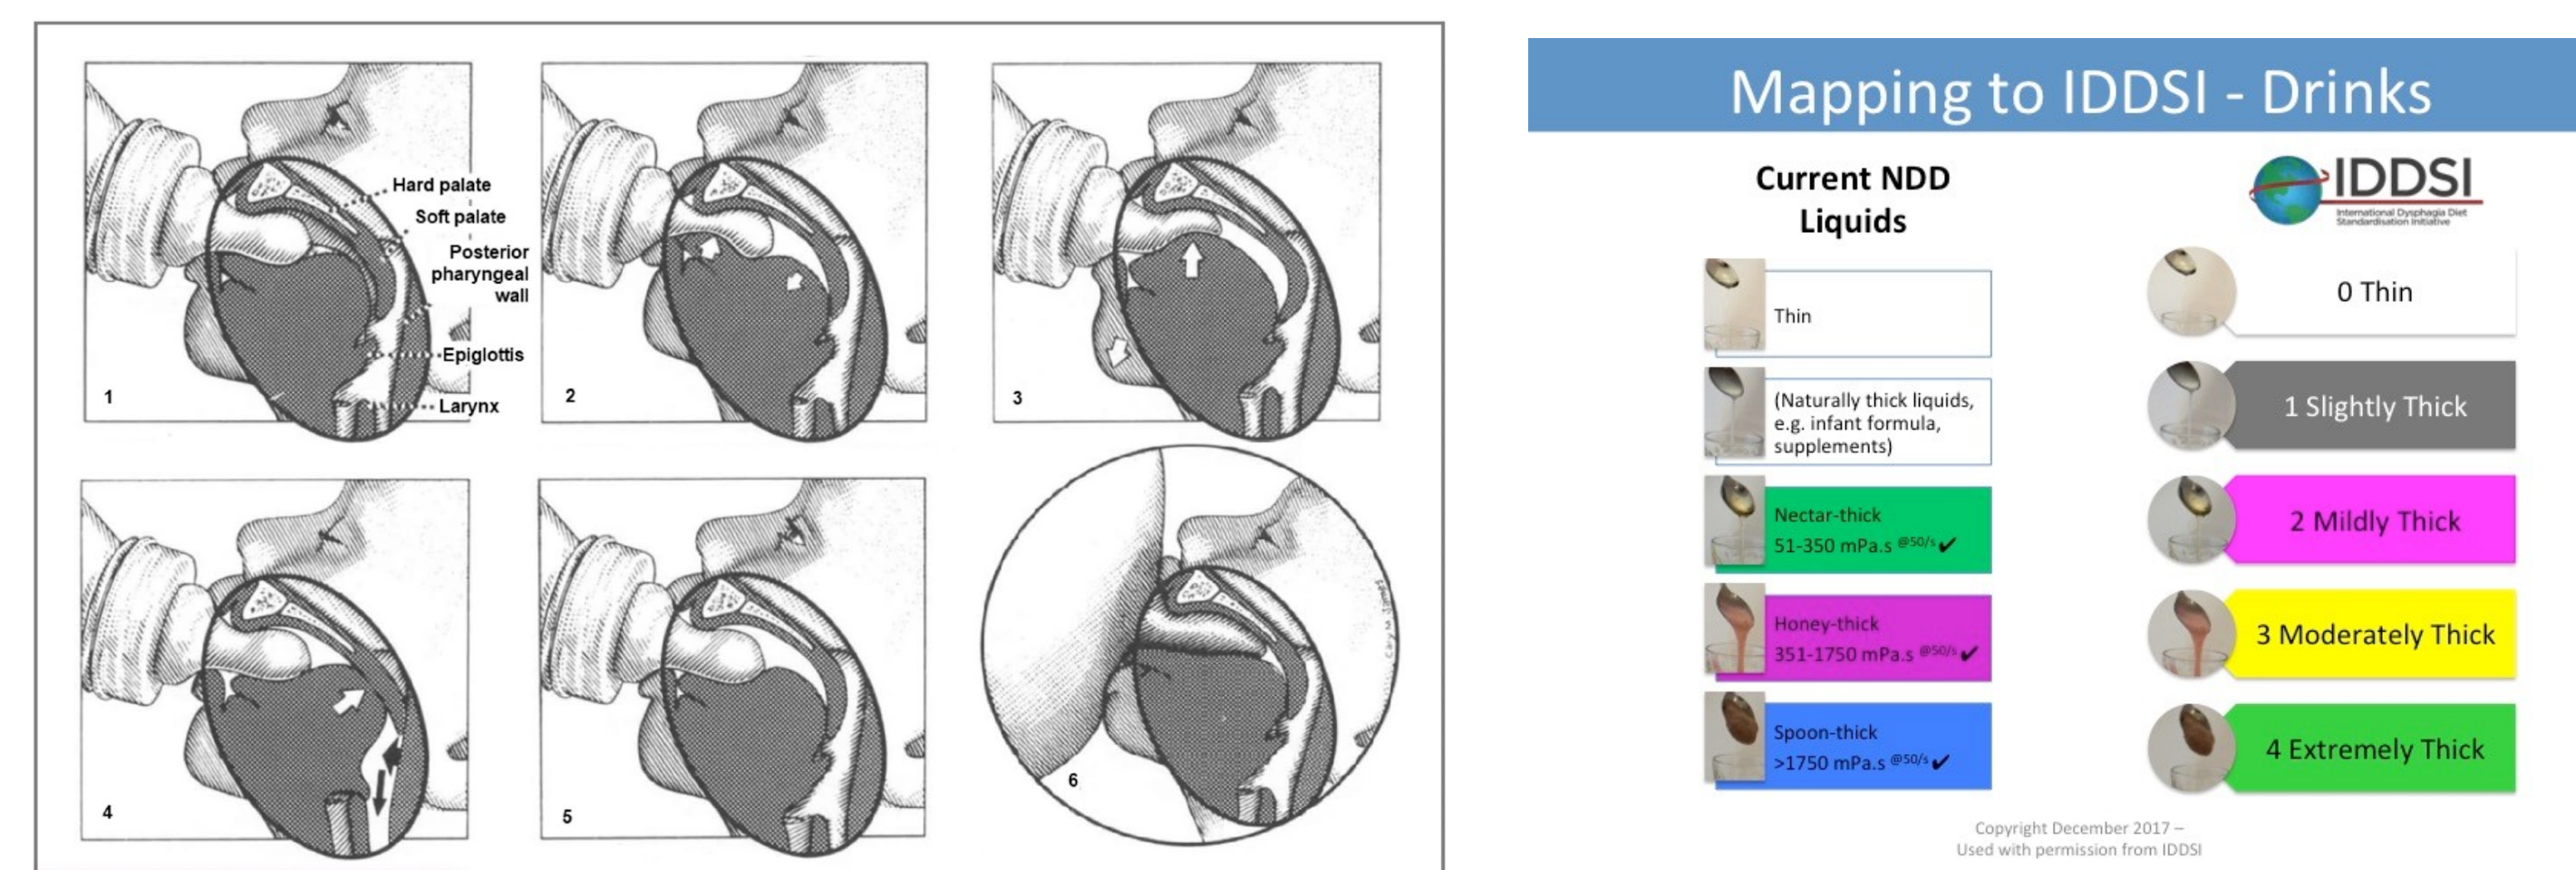 Hard palate
Soft palate
Posterior
pharyngeal
wall
Epiglottis
Larynx
1
2
3
4
5
6
Mapping to IDDSI - Drinks
Current NDD
Liquids
IDDSI
International Dysphagia Diet
Standardisation Initiative
Thin
(Naturally thick liquids,
e.g. infant formula,
supplements)
Nectar-thick
51-350 mPa.s @50/s ✔
Honey-thick
351-1750 mPa.s @50/s ✔
Spoon-thick
>1750 mPa.s @50/s ✔
0 Thin
1 Slightly Thick
2 Mildly Thick
3 Moderately Thick
4 Extremely Thick
Copyright December 2017 –
Used with permission from IDDSI